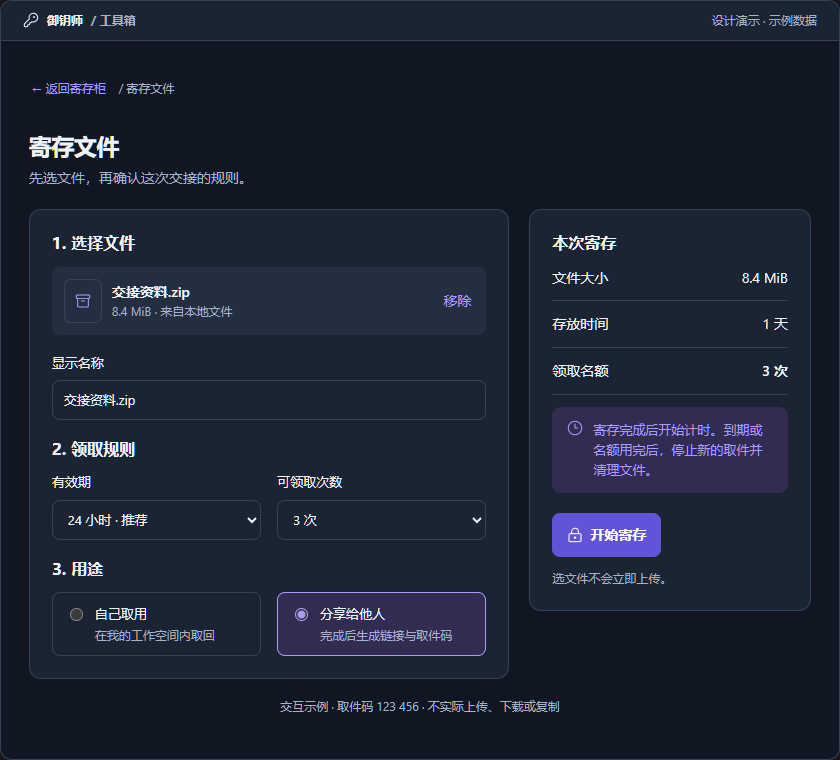 御钥师 / 工具箱
设计演示 · 示例数据
← 返回寄存柜 / 寄存文件
寄存文件
先选文件，再确认这次交接的规则。
1. 选择文件
交接资料.zip
8.4 MiB · 来自本地文件
移除
显示名称
交接资料.zip
2. 领取规则
有效期
可领取次数
24 小时 · 推荐
3 次
3. 用途
自己取用
在我的工作空间内取回
分享给他人
完成后生成链接与取件码
本次寄存
文件大小 8.4 MiB
存放时间 1 天
领取名额 3 次
寄存完成后开始计时。到期或
名额用完后，停止新的取件并
清理文件。
开始寄存
选文件不会立即上传。
交互示例 · 取件码 123 456 · 不实际上传、下载或复制